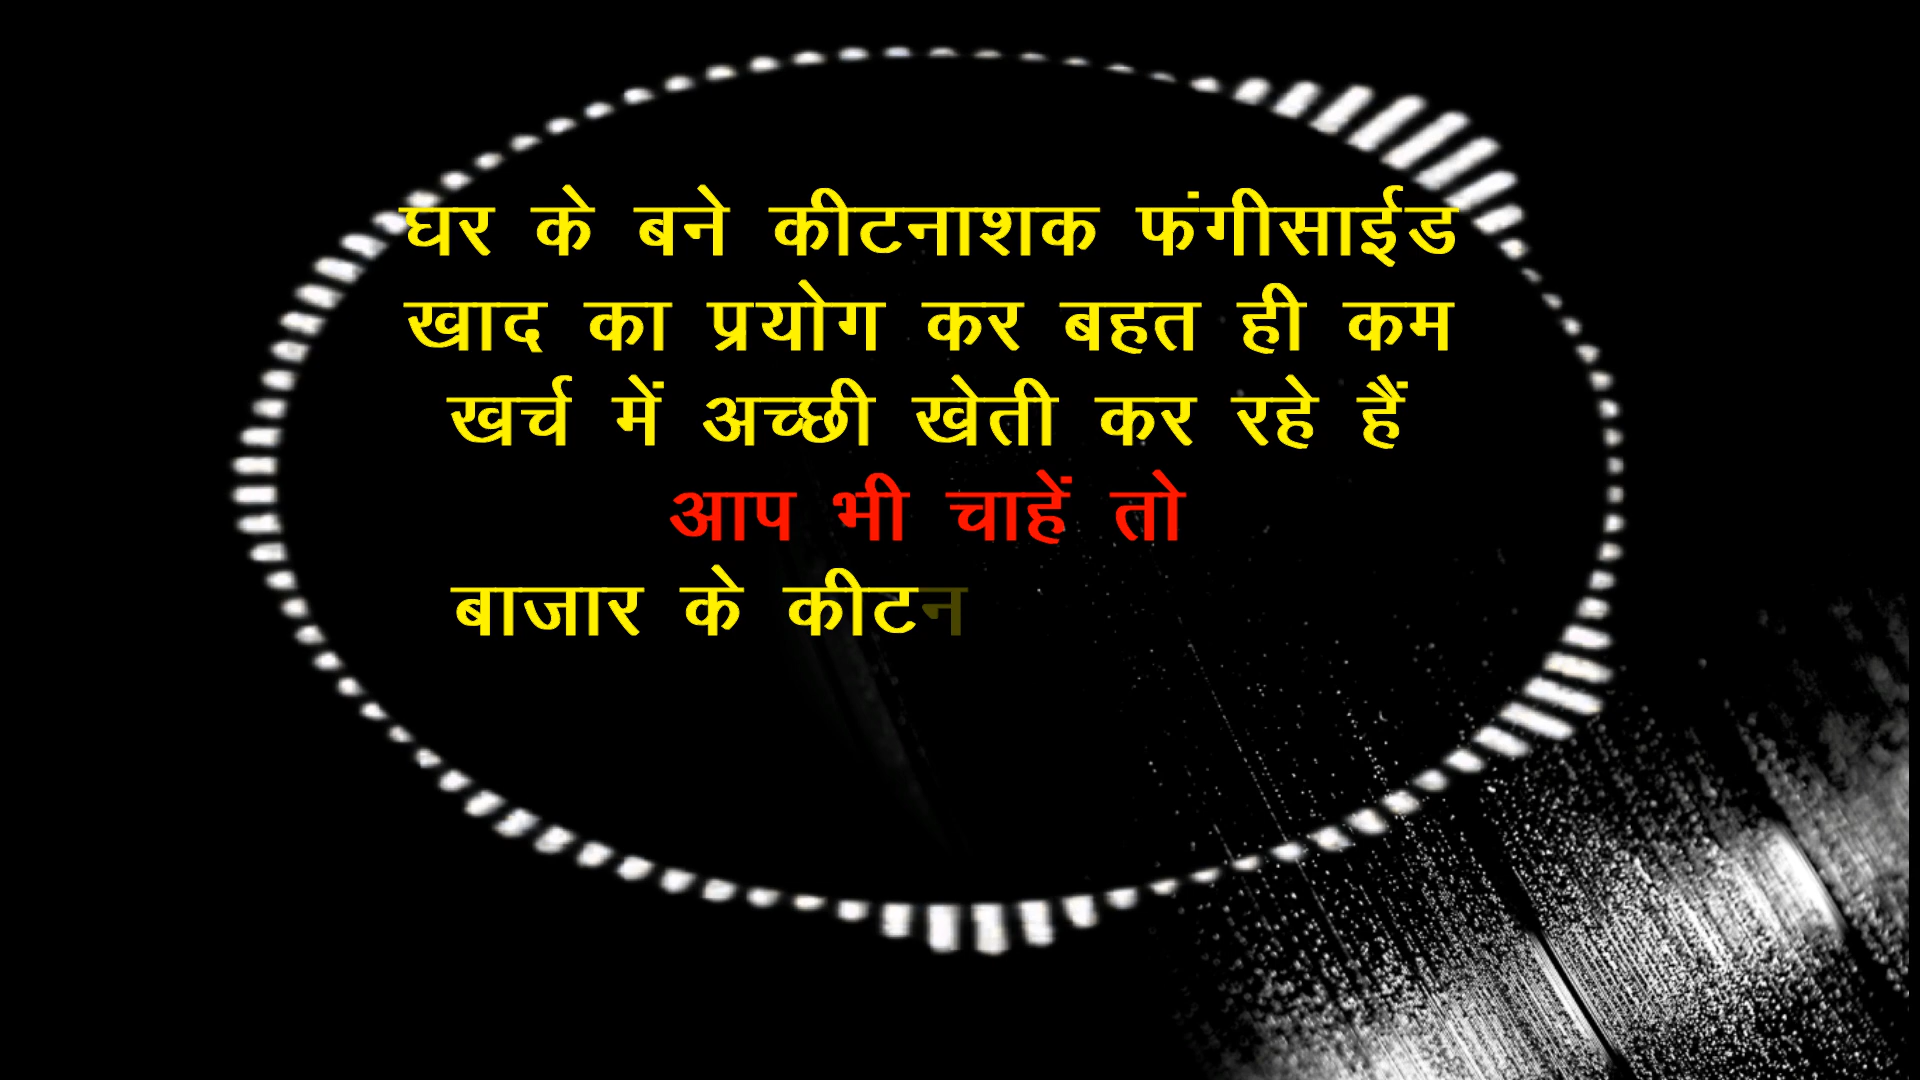 घर के बने कीटनाशक फंगीसाईड
खाद का प्रयोग कर बहत ही कम
खर्च में अच्छी खेती कर रहे हैं
आप भी चाहें तो
बाजार के कीटन